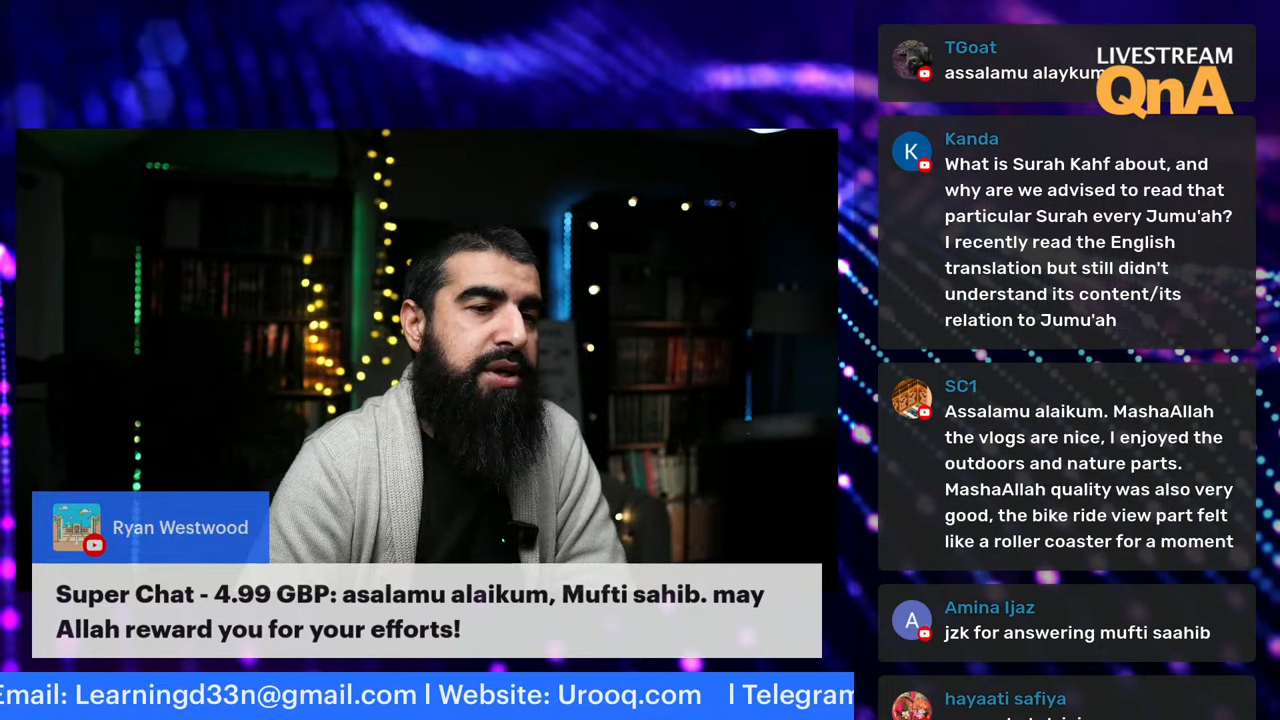 Ryan Westwood
Super Chat - 4.99 GBP: asalamu alaikum, Mufti sahib. may
Allah reward you for your efforts!
Email: Learningd33n@gmail.com | Website: Urooq.com | Telegram
LIVESTREAM
QnA
TGoat
assalamu alaykum
Kanda
K
What is Surah Kahf about, and
why are we advised to read that
particular Surah every Jumu'ah?
I recently read the English
translation but still didn't
understand its content/its
relation to Jumu'ah
SC1
Assalamu alaikum. MashaAllah
the vlogs are nice, I enjoyed the
outdoors and nature parts.
MashaAllah quality was also very
good, the bike ride view part felt
like a roller coaster for a moment
Amina Ijaz
A
jzk for answering mufti saahib
hayaati safiya